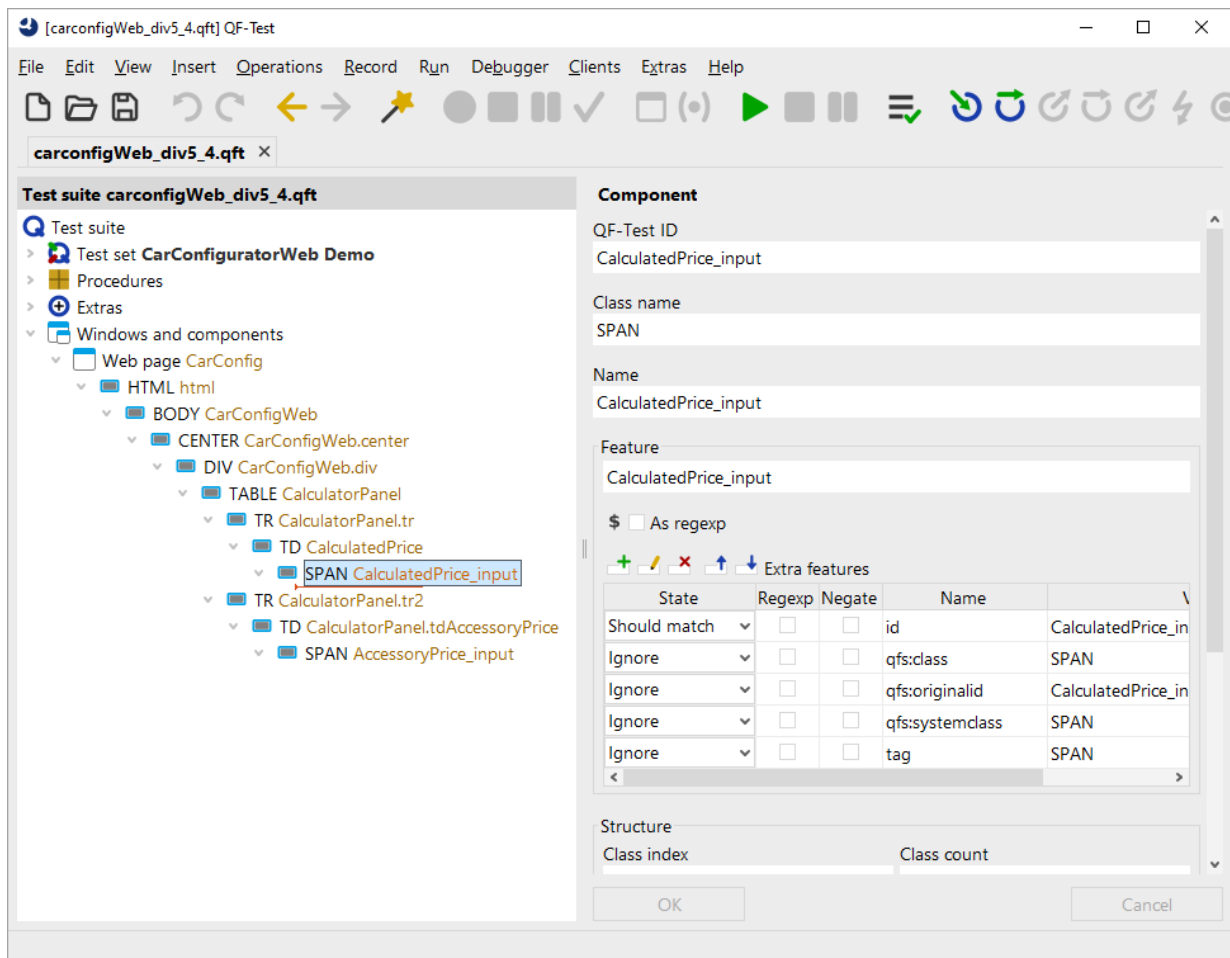 [carconfigWeb_div5_4.qft] QF-Test
File Edit View Insert Operations Record Run Debugger Clients Extras Help
carconfigWeb_div5_4.qft
Test suite carconfigWeb_div5_4.qft
Test suite
Test set CarConfiguratorWeb Demo
Procedures
Extras
Windows and components
Web page CarConfig
HTML html
BODY CarConfigWeb
CENTER CarConfigWeb.center
DIV CarConfigWeb.div
TABLE CalculatorPanel
TR CalculatorPanel.tr
TD CalculatedPrice
SPAN CalculatedPrice_input
TR CalculatorPanel.tr2
TD CalculatorPanel.tdAccessoryPrice
SPAN AccessoryPrice_input
Component
QF-Test ID
CalculatedPrice_input
Class name
SPAN
Name
CalculatedPrice_input
Feature
CalculatedPrice_input
$ As regexp
Extra features
State Regexp Negate Name
Should match id CalculatedPrice_in
Ignore qfs:class SPAN
Ignore qfs:originalid CalculatedPrice_in
Ignore qfs:systemclass SPAN
Ignore tag SPAN
Structure
Class index Class count
OK Cancel